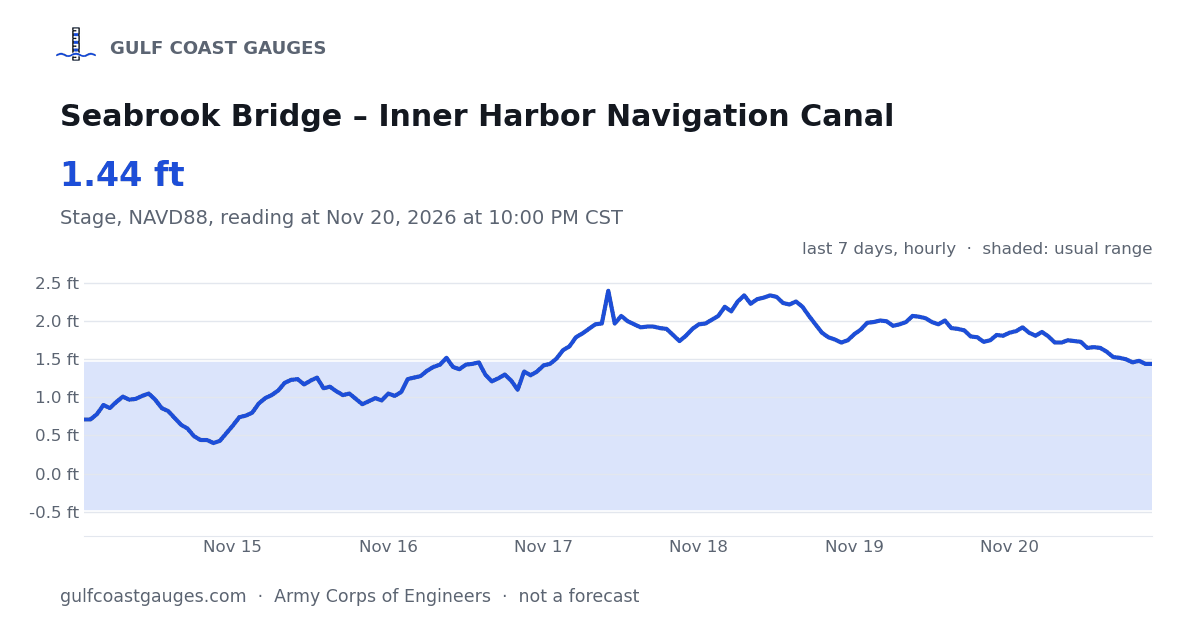 GULF COAST GAUGES
Seabrook Bridge – Inner Harbor Navigation Canal
1.44 ft
Stage, NAVD88, reading at Nov 20, 2026 at 10:00 PM CST
last 7 days, hourly · shaded: usual range
2.5 ft
2.0 ft
1.5 ft
1.0 ft
0.5 ft
0.0 ft
-0.5 ft
Nov 15 Nov 16 Nov 17 Nov 18 Nov 19 Nov 20
gulfcoastgauges.com · Army Corps of Engineers · not a forecast